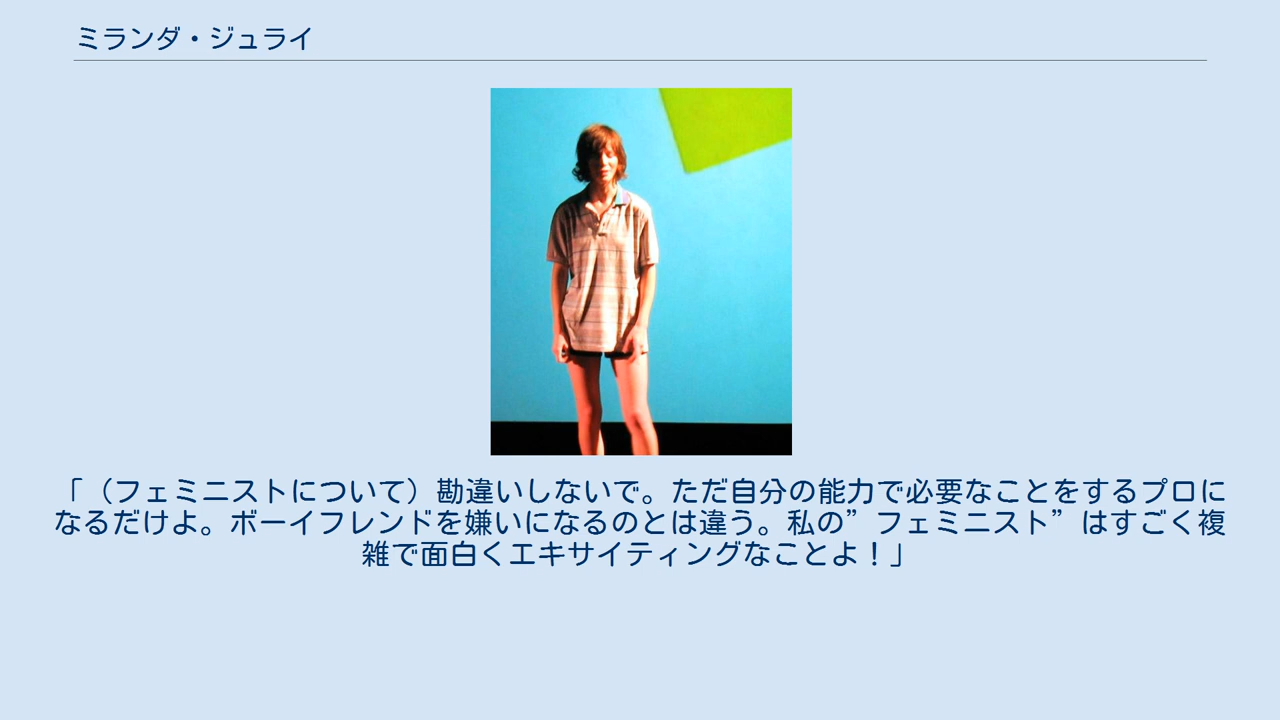 ミランダ・ジュライ
「（フェミニストについて）勘違いしないで。ただ自分の能力で必要なことをするプロに
なるだけよ。ボーイフレンドを嫌いになるのとは違う。私の”フェミニスト”はすごく複
雑で面白くエキサイティングなことよ！」